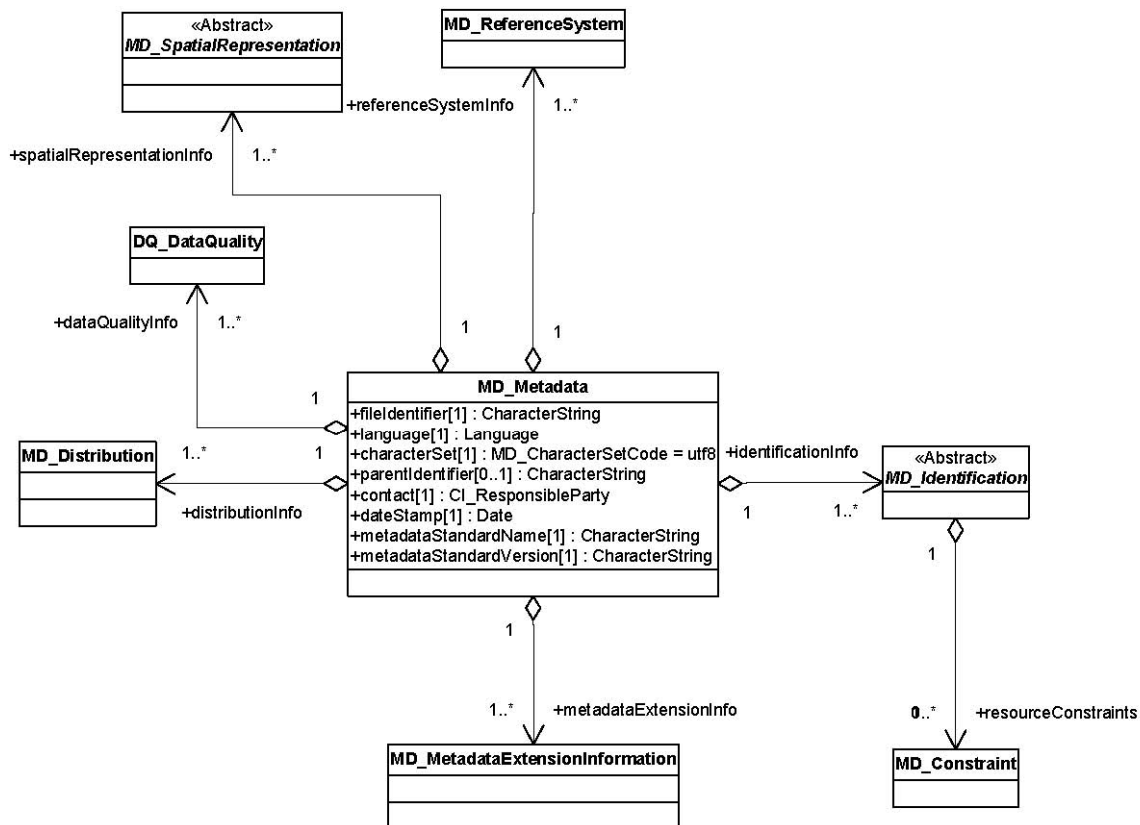 «Abstract»
MD_SpatialRepresentation
MD_ReferenceSystem
+referenceSystemInfo
1..*
+spatialRepresentationInfo
1..*
DQ_DataQuality
+dataQualityInfo
1..*
1
1
MD_Metadata
+fileIdentifier[1] : CharacterString
+language[1] : Language
+characterSet[1] : MD_CharacterSetCode = utf8
+parentIdentifier[0..1] : CharacterString
+contact[1] : CI_ResponsibleParty
+dateStamp[1] : Date
+metadataStandardName[1] : CharacterString
+metadataStandardVersion[1] : CharacterString
1
MD_Distribution
1..*
1
+distributionInfo
+identificationInfo
1
1..*
«Abstract»
MD_Identification
1
1
1..*
+metadataExtensionInfo
MD_MetadataExtensionInformation
0..*
+resourceConstraints
MD_Constraint